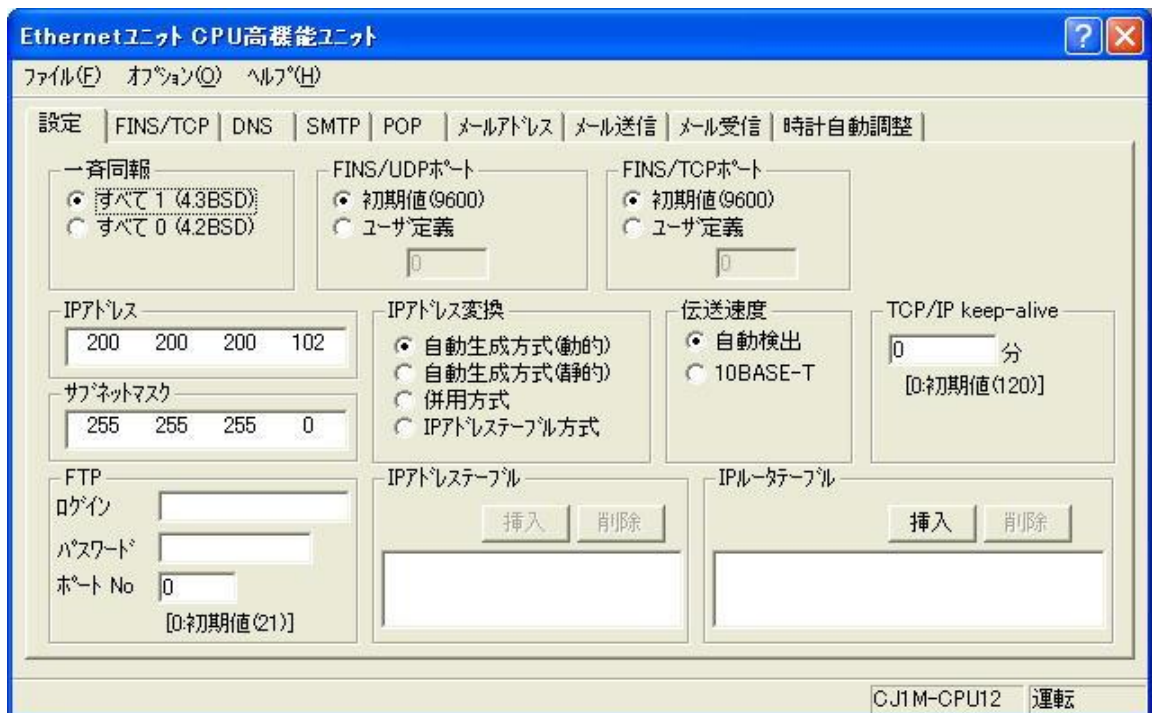 Ethernetﾕﾆｯﾄ CPU高機能ﾕﾆｯﾄ
ﾌｧｲﾙ(F) ｵﾌﾟｼｮﾝ(O) ﾍﾙﾌﾟ(H)
設定 FINS/TCP DNS SMTP POP ﾒｰﾙｱﾄﾞﾚｽ ﾒｰﾙ送信 ﾒｰﾙ受信 時計自動調整
一斉同報
すべて 1 (4.3BSD)
すべて 0 (4.2BSD)
FINS/UDPﾎﾟｰﾄ
初期値(9600)
ﾕｰｻﾞ定義
0
FINS/TCPﾎﾟｰﾄ
初期値(9600)
ﾕｰｻﾞ定義
0
IPｱﾄﾞﾚｽ
200 200 200 102
ｻﾌﾞﾈｯﾄﾏｽｸ
255 255 255 0
IPｱﾄﾞﾚｽ変換
自動生成方式(動的)
自動生成方式(静的)
併用方式
IPｱﾄﾞﾚｽﾃｰﾌﾞﾙ方式
伝送速度
自動検出
10BASE-T
TCP/IP keep-alive
0 分
[0:初期値(120)]
FTP
ﾛｸﾞｲﾝ
ﾊﾟｽﾜｰﾄﾞ
ﾎﾟｰﾄ No 0
[0:初期値(21)]
IPｱﾄﾞﾚｽﾃｰﾌﾞﾙ
挿入 削除
IPﾙｰﾀﾃｰﾌﾞﾙ
挿入 削除
CJ1M-CPU12 運転